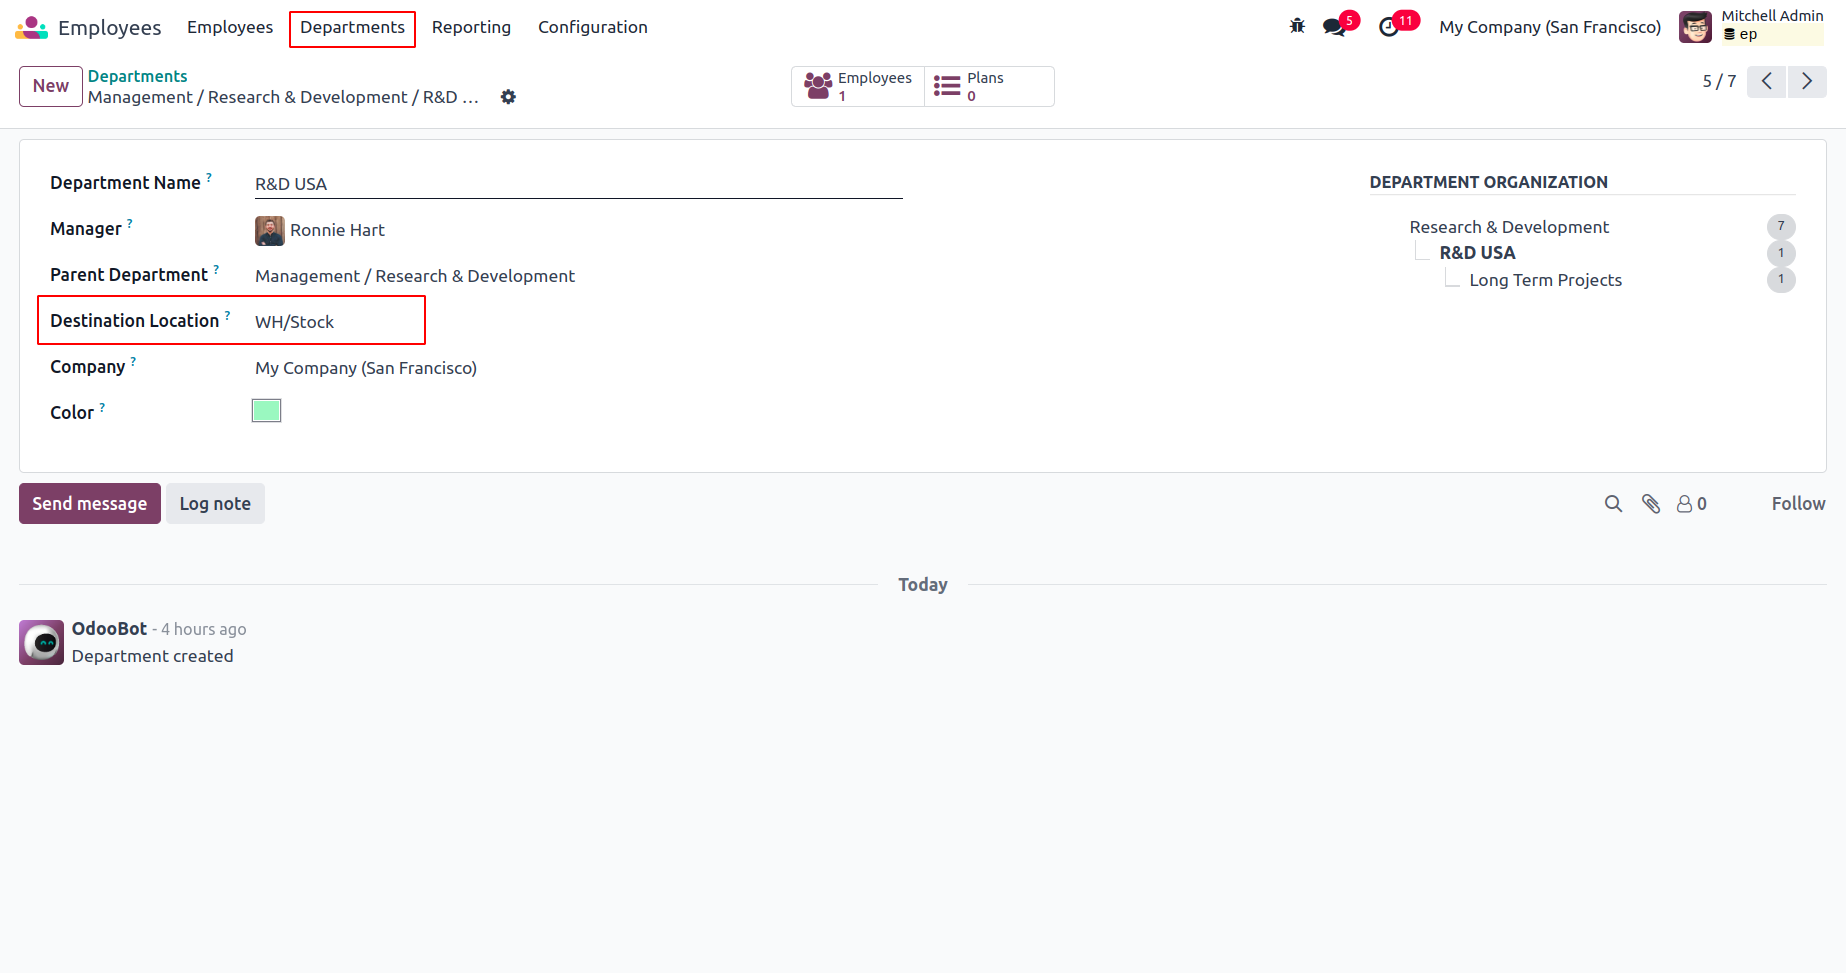 Employees Employees Departments Reporting Configuration 5 11 My Company (San Francisco) Mitchell Admin
ep
New Departments
Management / Research & Development / R&D ...
Employees
1
Plans
0
5 / 7
Department Name ? R&D USA
Manager ? Ronnie Hart
Parent Department ? Management / Research & Development
Destination Location ? WH/Stock
Company ? My Company (San Francisco)
Color ?
DEPARTMENT ORGANIZATION
Research & Development 7
R&D USA 1
Long Term Projects 1
Send message Log note 0 Follow
Today
OdooBot - 4 hours ago
Department created